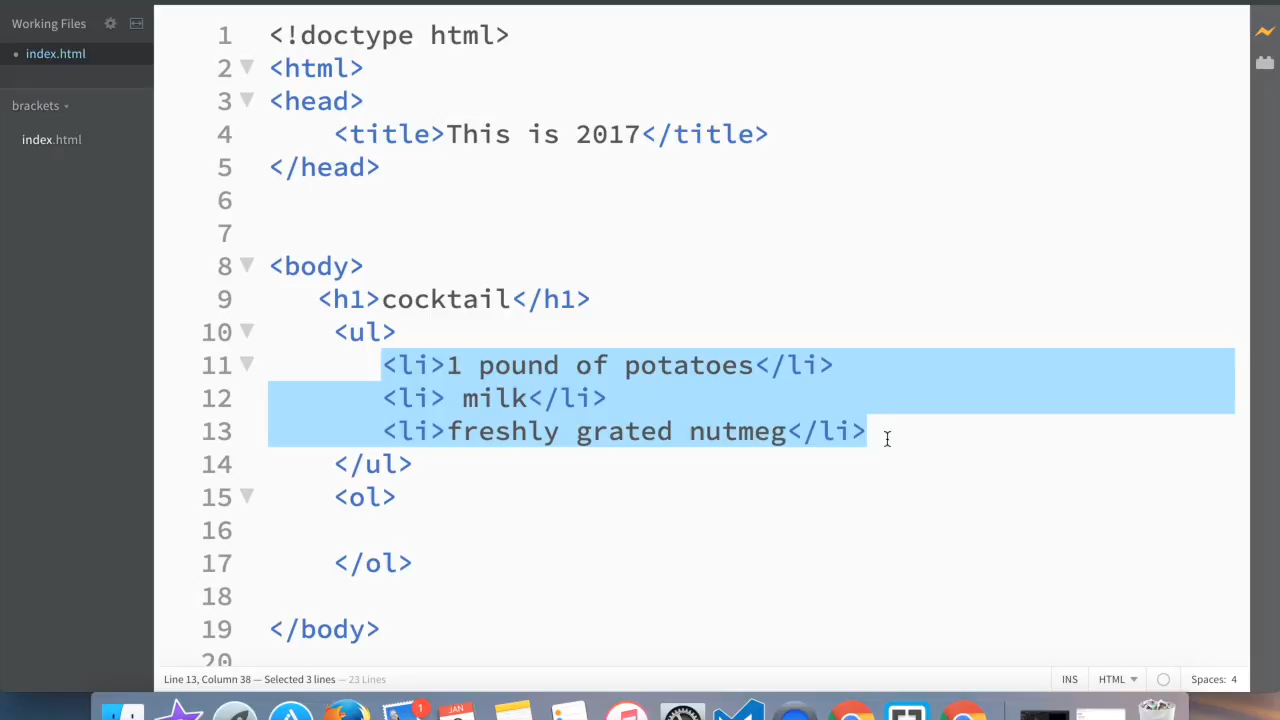 Working Files
index.html
brackets
index.html
1 <!doctype html>
2 <html>
3 <head>
4 <title>This is 2017</title>
5 </head>
6
7
8 <body>
9 <h1>cocktail</h1>
10 <ul>
11 <li>1 pound of potatoes</li>
12 <li> milk</li>
13 <li>freshly grated nutmeg</li>
14 </ul>
15 <ol>
16
17 </ol>
18
19 </body>
20
Line 13, Column 38 — Selected 3 lines — 23 Lines
INS HTML Spaces: 4
1 JAN